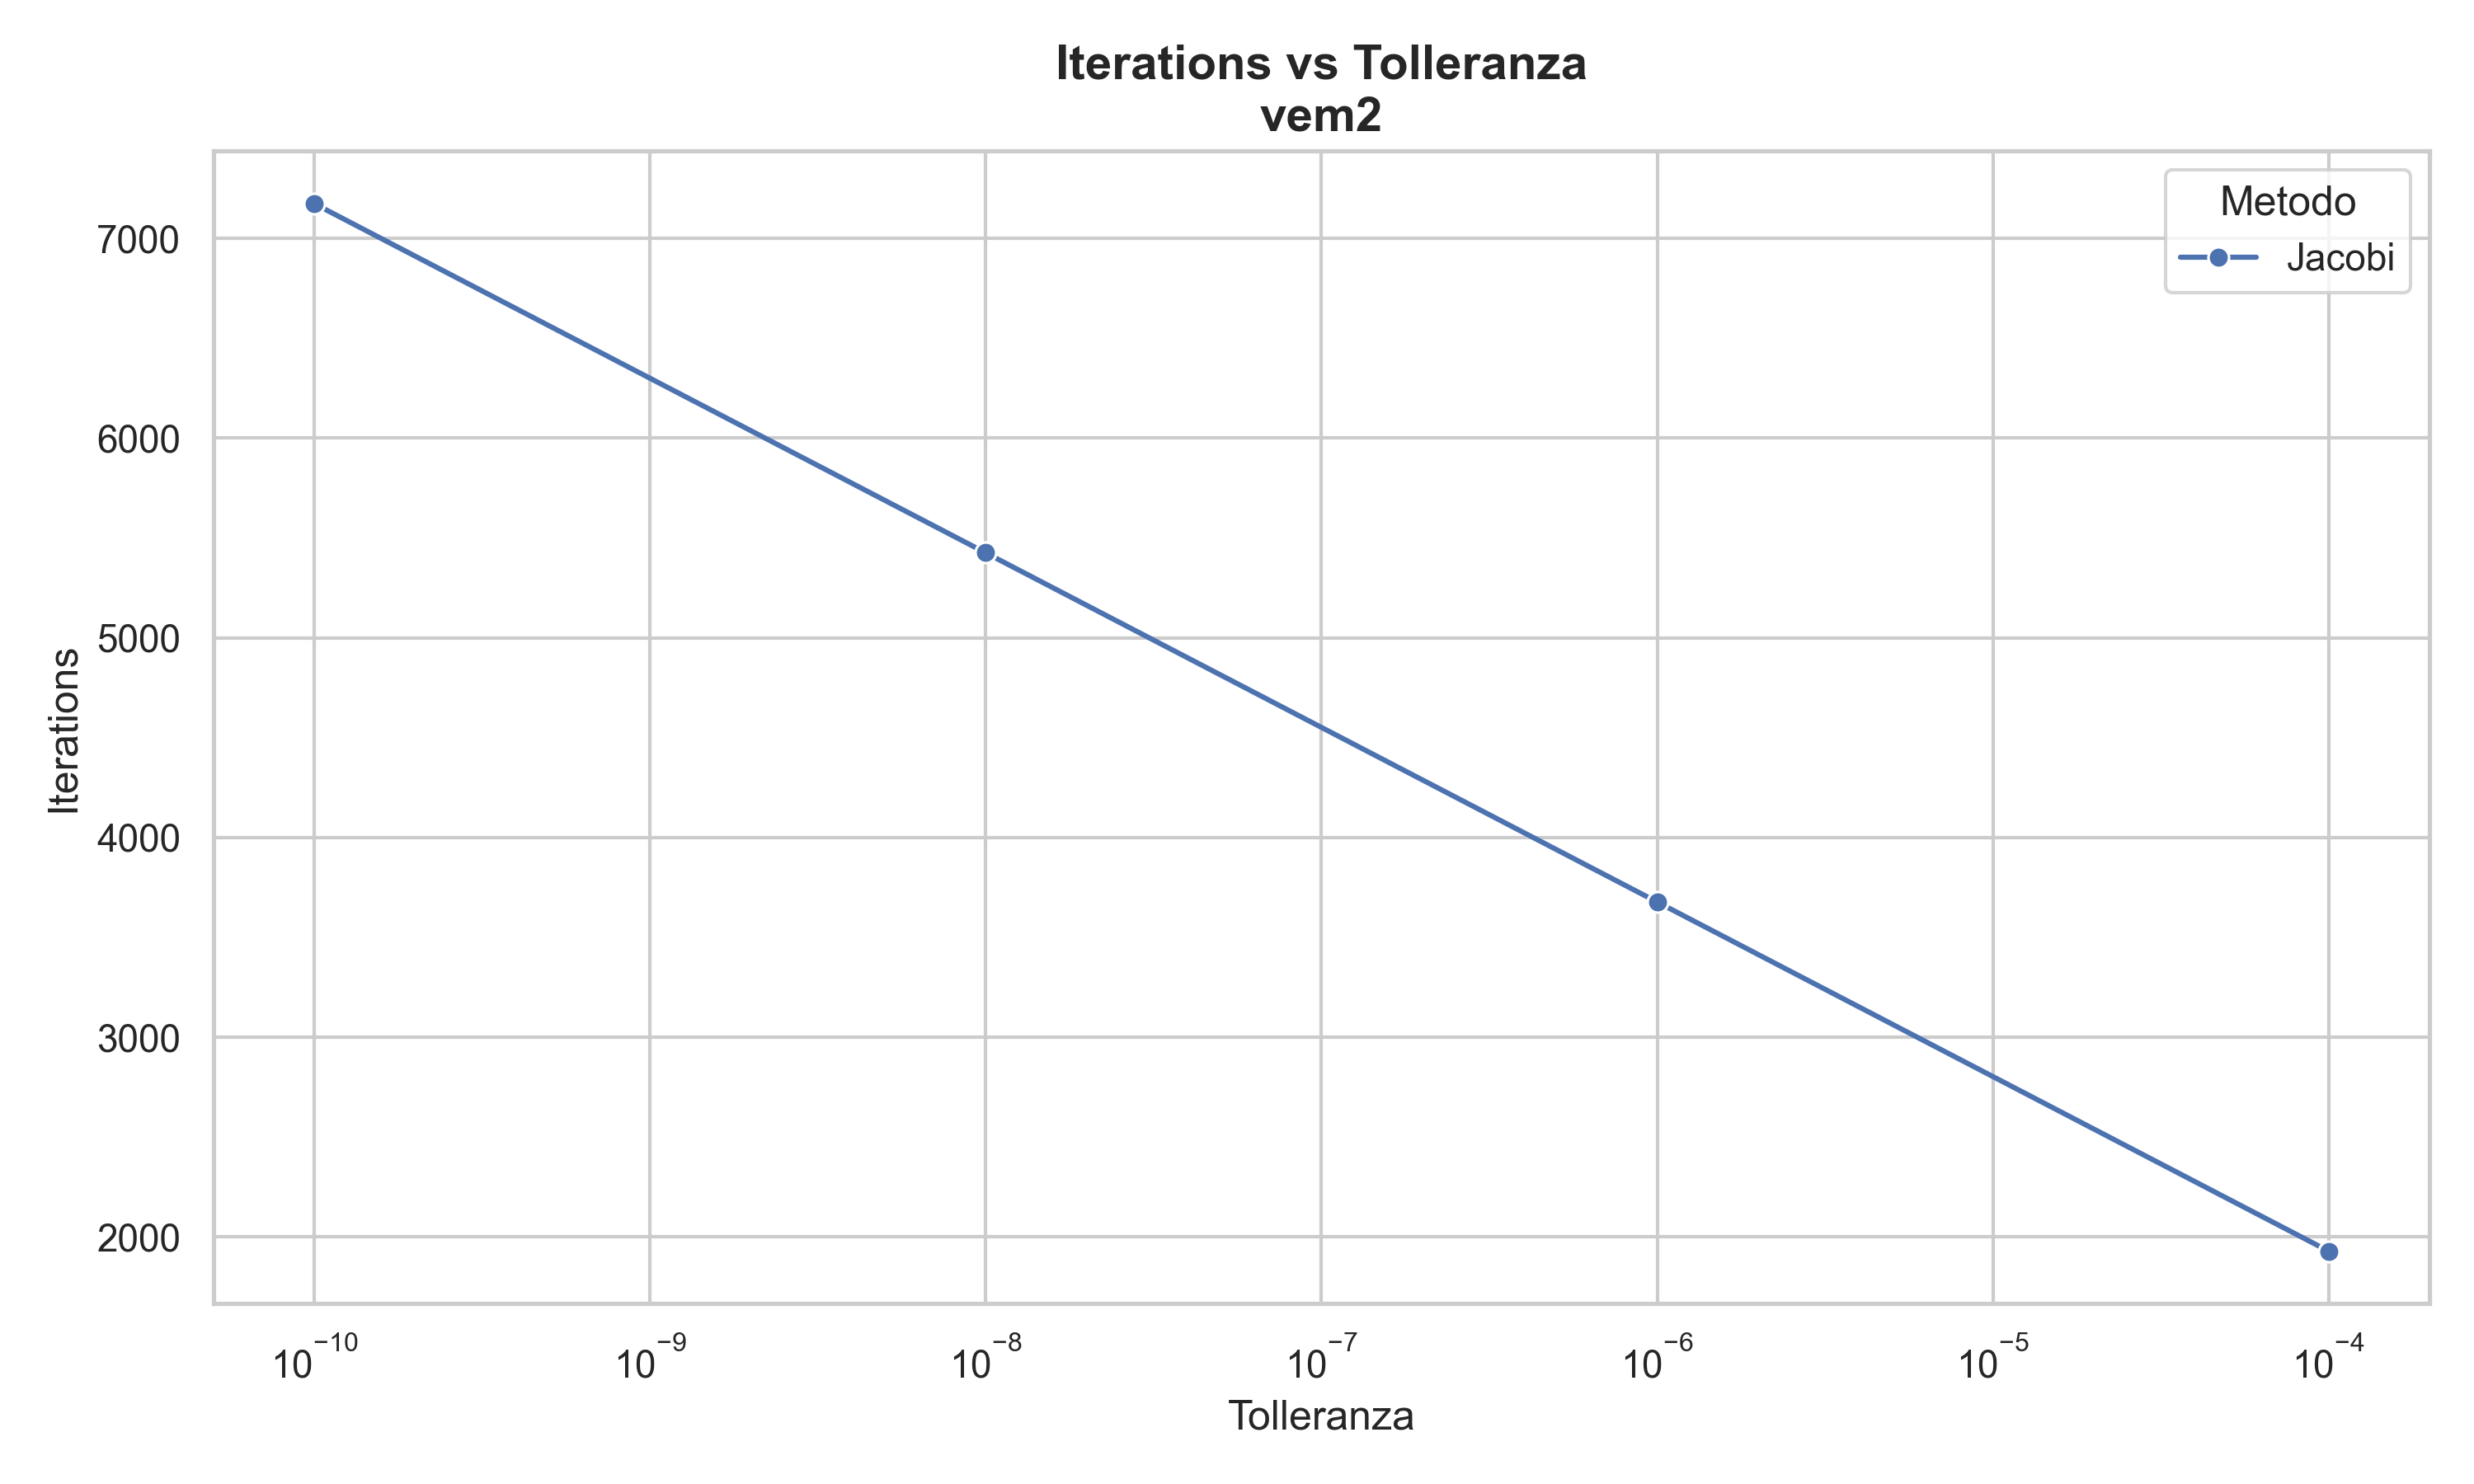 Iterations vs Tolleranza
vem2
Metodo
Jacobi
Iterations
7000
6000
5000
4000
3000
2000
10⁻¹⁰ 10⁻⁹ 10⁻⁸ 10⁻⁷ 10⁻⁶ 10⁻⁵ 10⁻⁴
Tolleranza